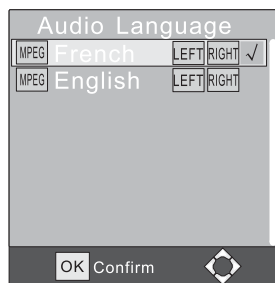 Audio Language
MPEG French LEFT RIGHT √
MPEG English LEFT RIGHT
OK Confirm